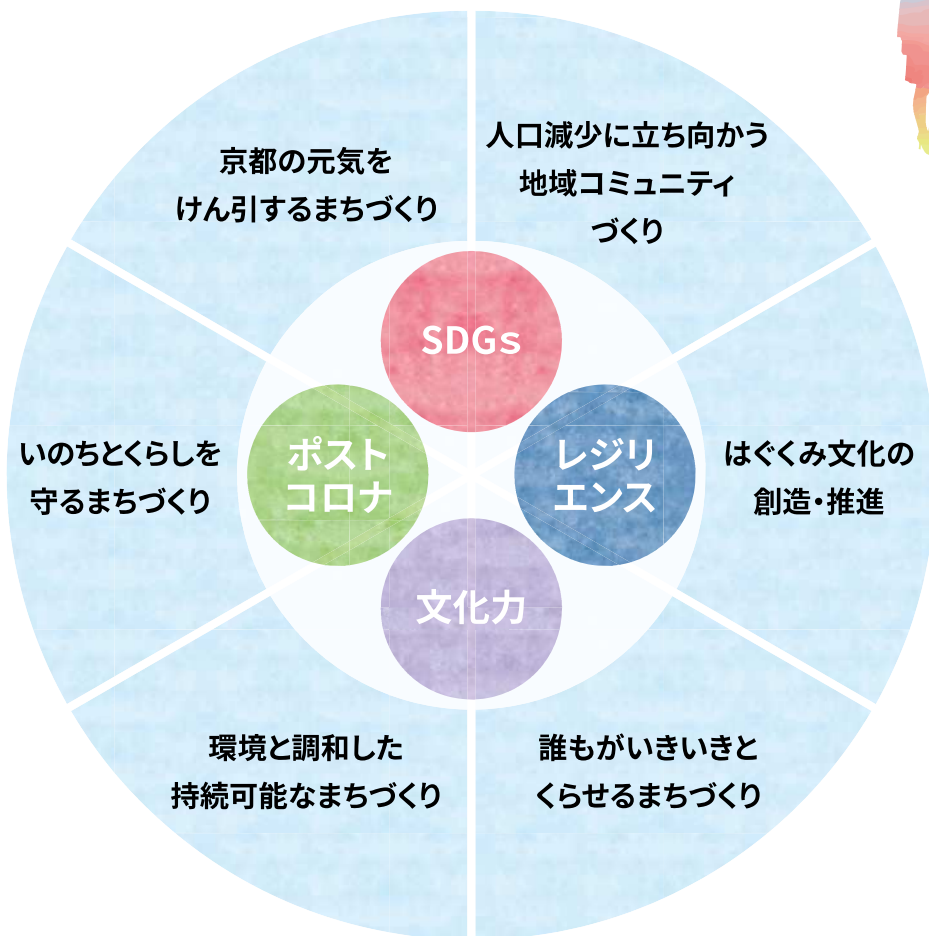 京都の元気を
けん引するまちづくり
人口減少に立ち向かう
地域コミュニティ
づくり
SDGs
いのちとくらしを
守るまちづくり
ポスト
コロナ
レジリ
エンス
はぐくみ文化の
創造・推進
文化力
環境と調和した
持続可能なまちづくり
誰もがいきいきと
くらせるまちづくり